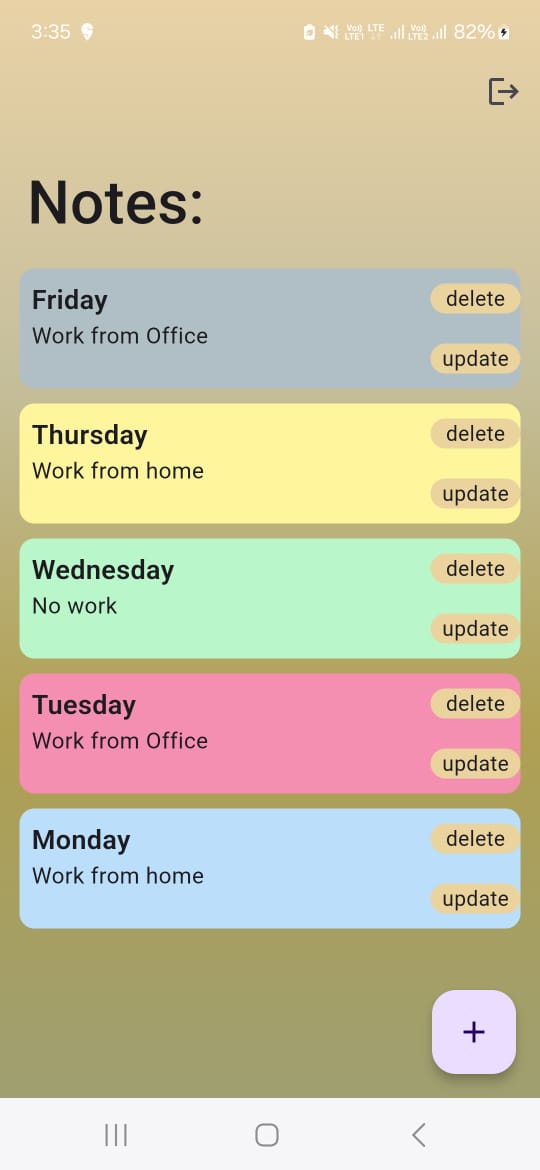 3:35 Vo) LTE1 LTE Vo) LTE2 82%
Notes:
Friday
delete
Work from Office
update
Thursday
delete
Work from home
update
Wednesday
delete
No work
update
Tuesday
delete
Work from Office
update
Monday
delete
Work from home
update
+